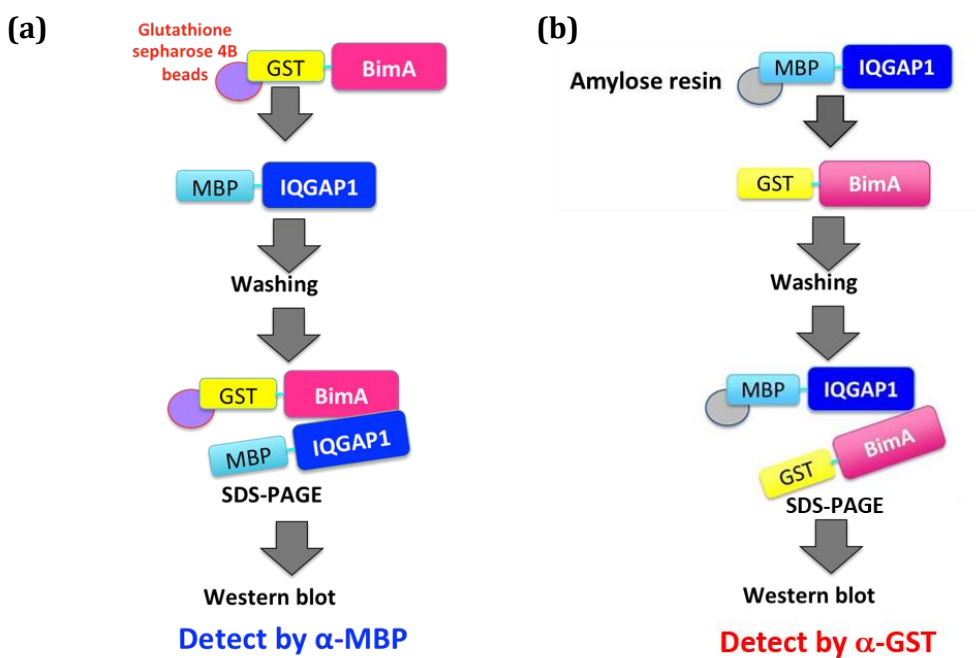 (a)
Glutathione
sepharose 4B
beads
GST
BimA
MBP
IQGAP1
Washing
GST
BimA
MBP
IQGAP1
SDS-PAGE
Western blot
Detect by α-MBP
(b)
Amylose resin
MBP
IQGAP1
GST
BimA
Washing
MBP
IQGAP1
GST
BimA
SDS-PAGE
Western blot
Detect by α-GST